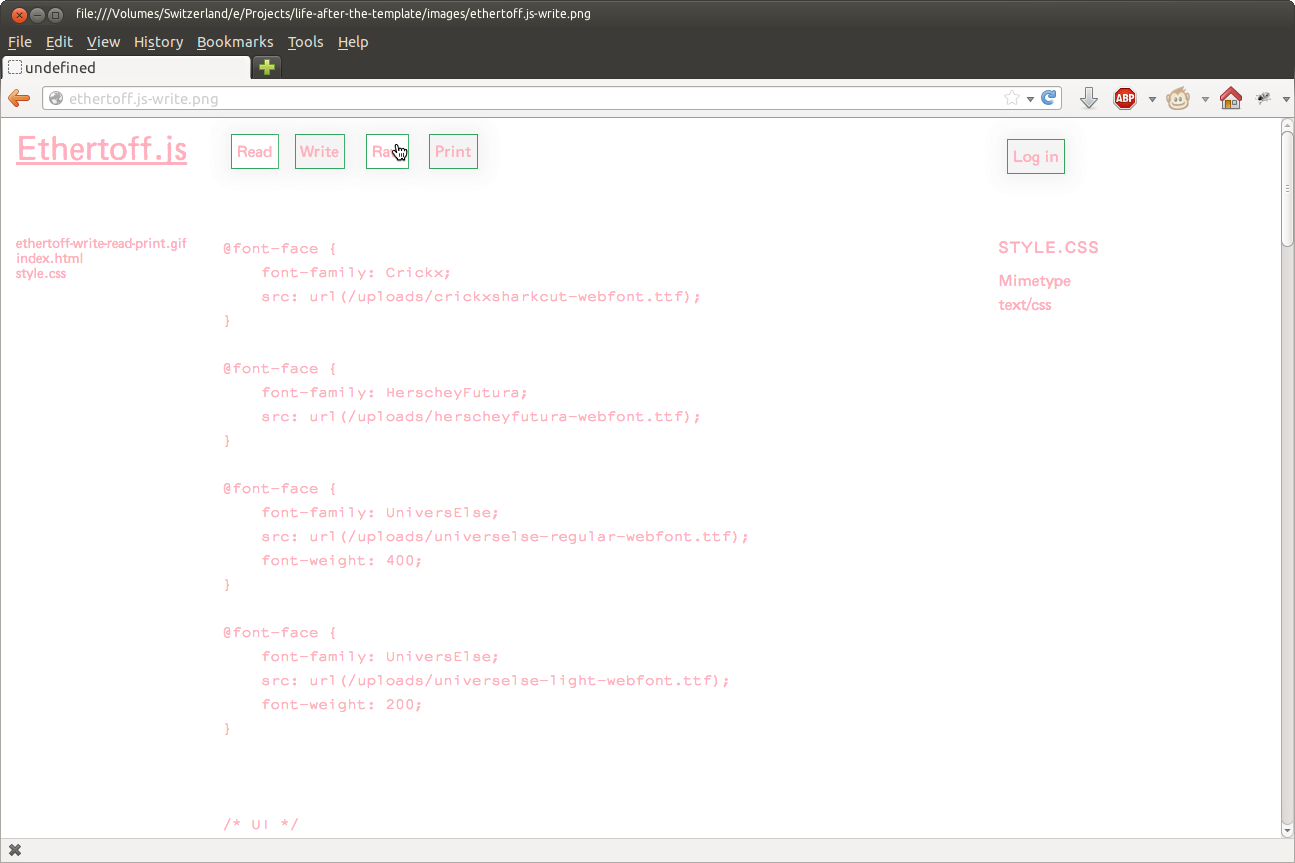 file:///Volumes/Switzerland/e/Projects/life-after-the-template/images/ethertoff.js-write.png
File Edit View History Bookmarks Tools Help
undefined
ethertoff.js-write.png
ABP
Ethertoff.js
Read Write Raw Print
Log in
ethertoff-write-read-print.gif
index.html
style.css
@font-face {
    font-family: Crickx;
    src: url(/uploads/crickxsharkcut-webfont.ttf);
}
@font-face {
    font-family: HerscheyFutura;
    src: url(/uploads/herscheyfutura-webfont.ttf);
}
@font-face {
    font-family: UniversElse;
    src: url(/uploads/universelse-regular-webfont.ttf);
    font-weight: 400;
}
@font-face {
    font-family: UniversElse;
    src: url(/uploads/universelse-light-webfont.ttf);
    font-weight: 200;
}
/* UI */
STYLE.CSS
Mimetype
text/css